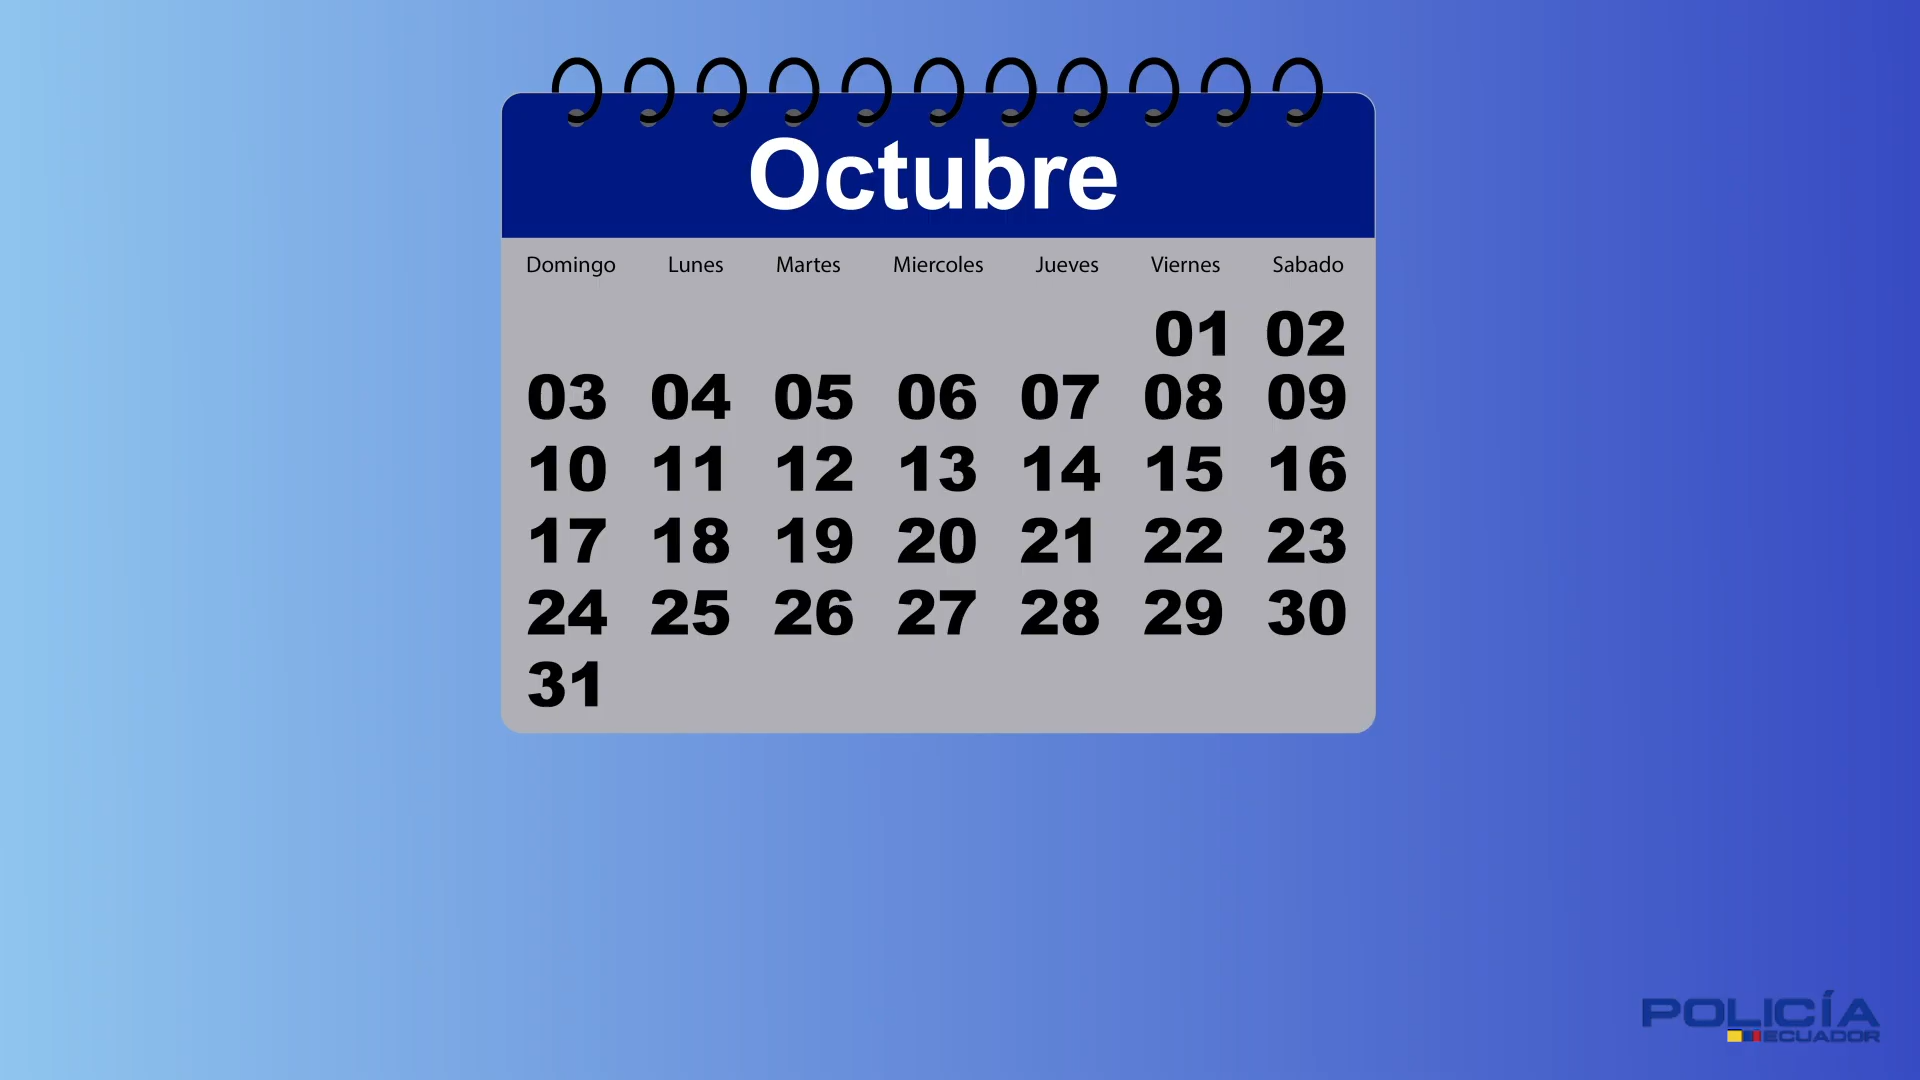 Octubre
Domingo Lunes Martes Miercoles Jueves Viernes Sabado
01 02
03 04 05 06 07 08 09
10 11 12 13 14 15 16
17 18 19 20 21 22 23
24 25 26 27 28 29 30
31
POLICÍA
ECUADOR